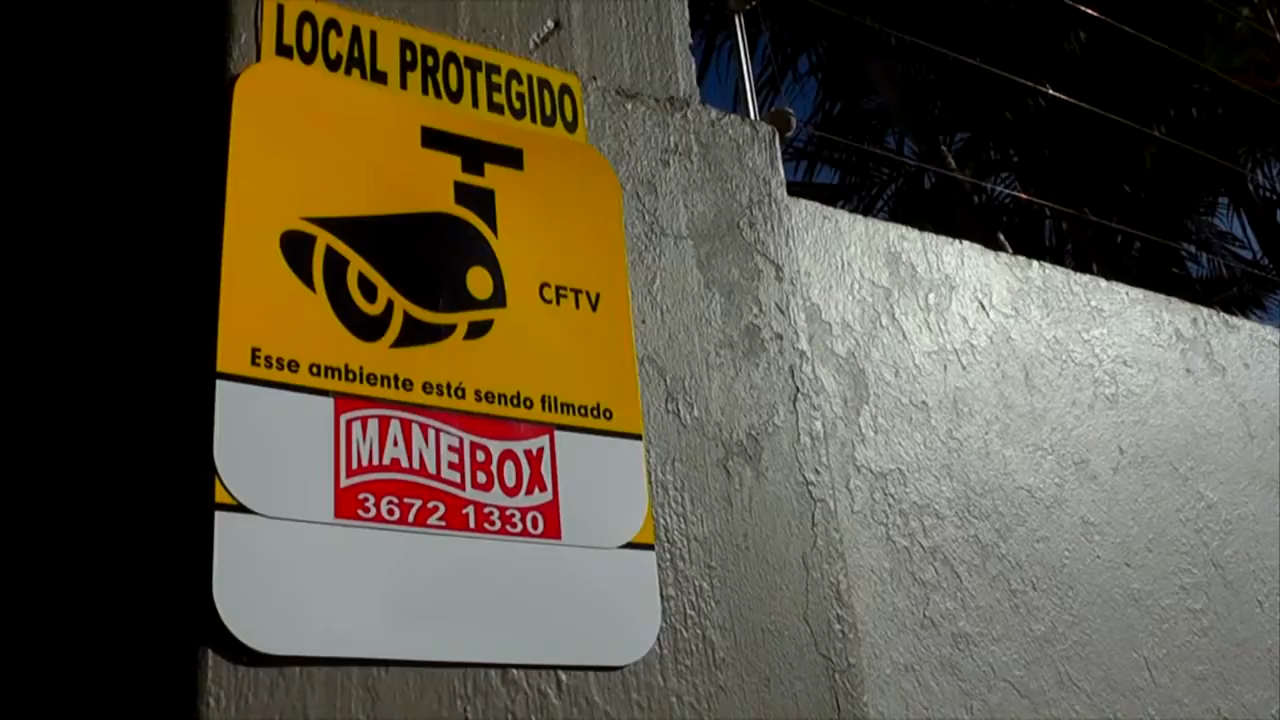 LOCAL PROTEGIDO
CFTV
Esse ambiente está sendo filmado
MANEBOX
3672 1330